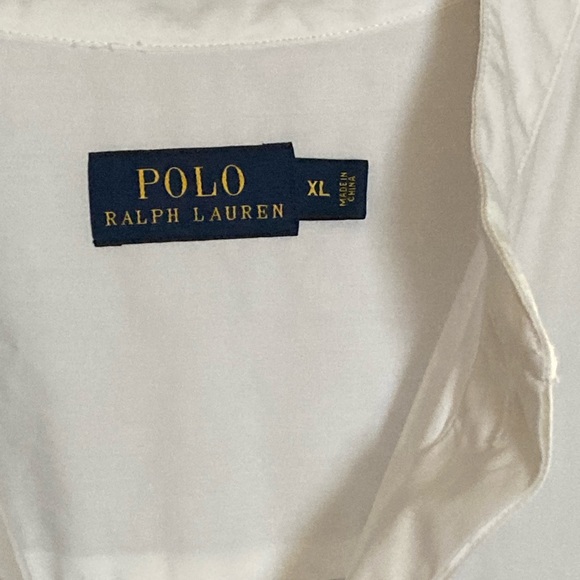 POLO
RALPH LAUREN
XL
MADE IN
CHINA